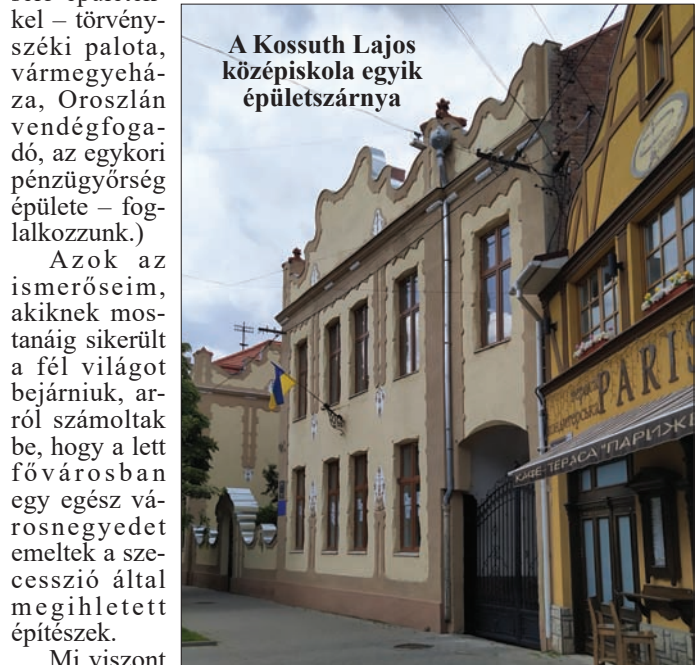 kel – törvény-
széki palota,
vármegyehá-
za, Oroszlán
vendégfoga-
dó, az egykori
pénzügyőrség
épülete – fog-
lalkozzunk.)
Azok az
ismerőseim,
akiknek mos-
tanáig sikerült
a fél világot
bejárniuk, ar-
ról számoltak
be, hogy a lett
fővárosban
egy egész vá-
rosnegyedet
emeltek a sze-
cesszió által
megihletett
építészek.
Mi viszont
A Kossuth Lajos
középiskola egyik
épületszárnya
PARIS
КАФЕ-ТЕРАСА "ПАРИЖ